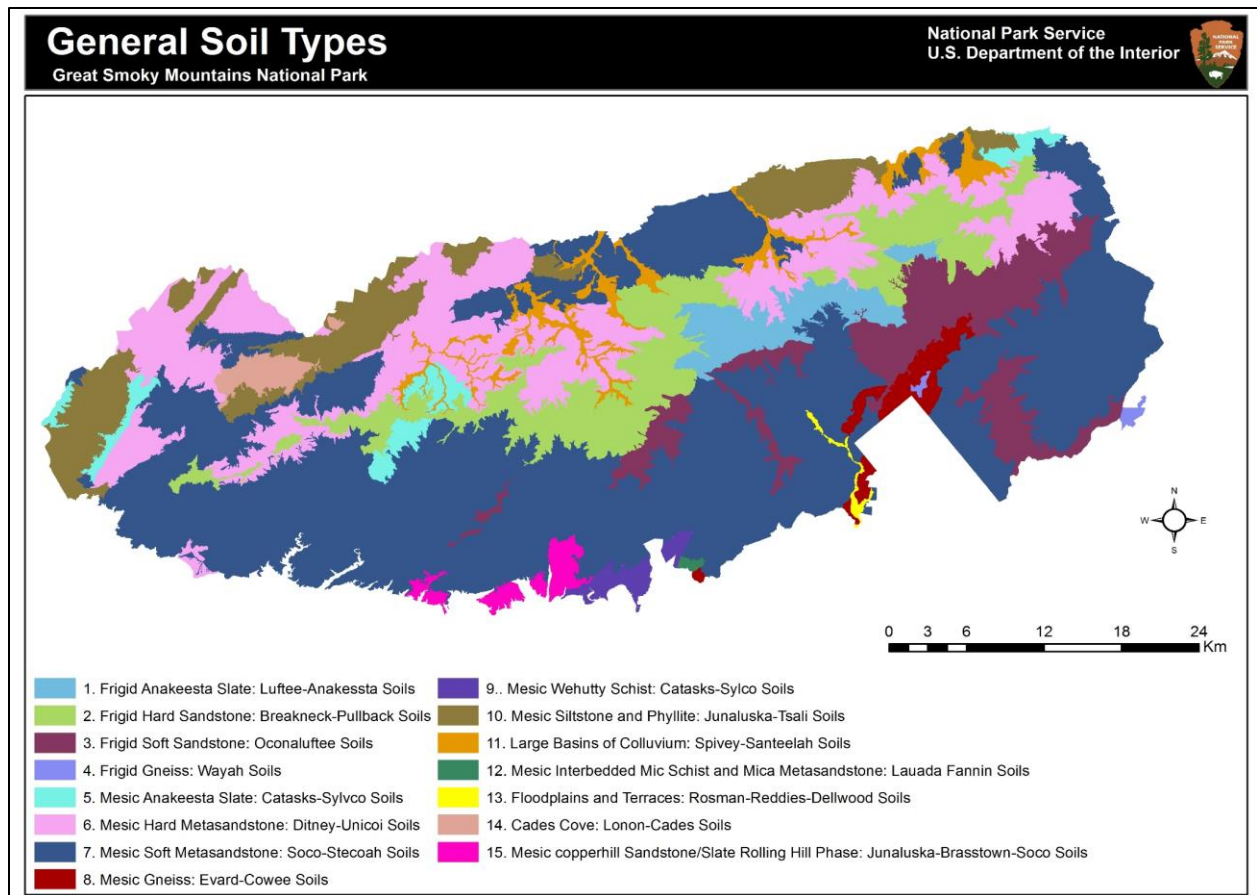 General Soil Types
Great Smoky Mountains National Park
National Park Service
U.S. Department of the Interior
NATIONAL
PARK
SERVICE
N
W E
S
0 3 6 12 18 24
Km
1. Frigid Anakeesta Slate: Luftee-Anakessta Soils
2. Frigid Hard Sandstone: Breakneck-Pullback Soils
3. Frigid Soft Sandstone: Oconaluftee Soils
4. Frigid Gneiss: Wayah Soils
5. Mesic Anakeesta Slate: Catasks-Sylvco Soils
6. Mesic Hard Metasandstone: Ditney-Unicoi Soils
7. Mesic Soft Metasandstone: Soco-Stecoah Soils
8. Mesic Gneiss: Evard-Cowee Soils
9.. Mesic Wehutty Schist: Catasks-Sylco Soils
10. Mesic Siltstone and Phyllite: Junaluska-Tsali Soils
11. Large Basins of Colluvium: Spivey-Santeelah Soils
12. Mesic Interbedded Mic Schist and Mica Metasandstone: Lauada Fannin Soils
13. Floodplains and Terraces: Rosman-Reddies-Dellwood Soils
14. Cades Cove: Lonon-Cades Soils
15. Mesic copperhill Sandstone/Slate Rolling Hill Phase: Junaluska-Brasstown-Soco Soils